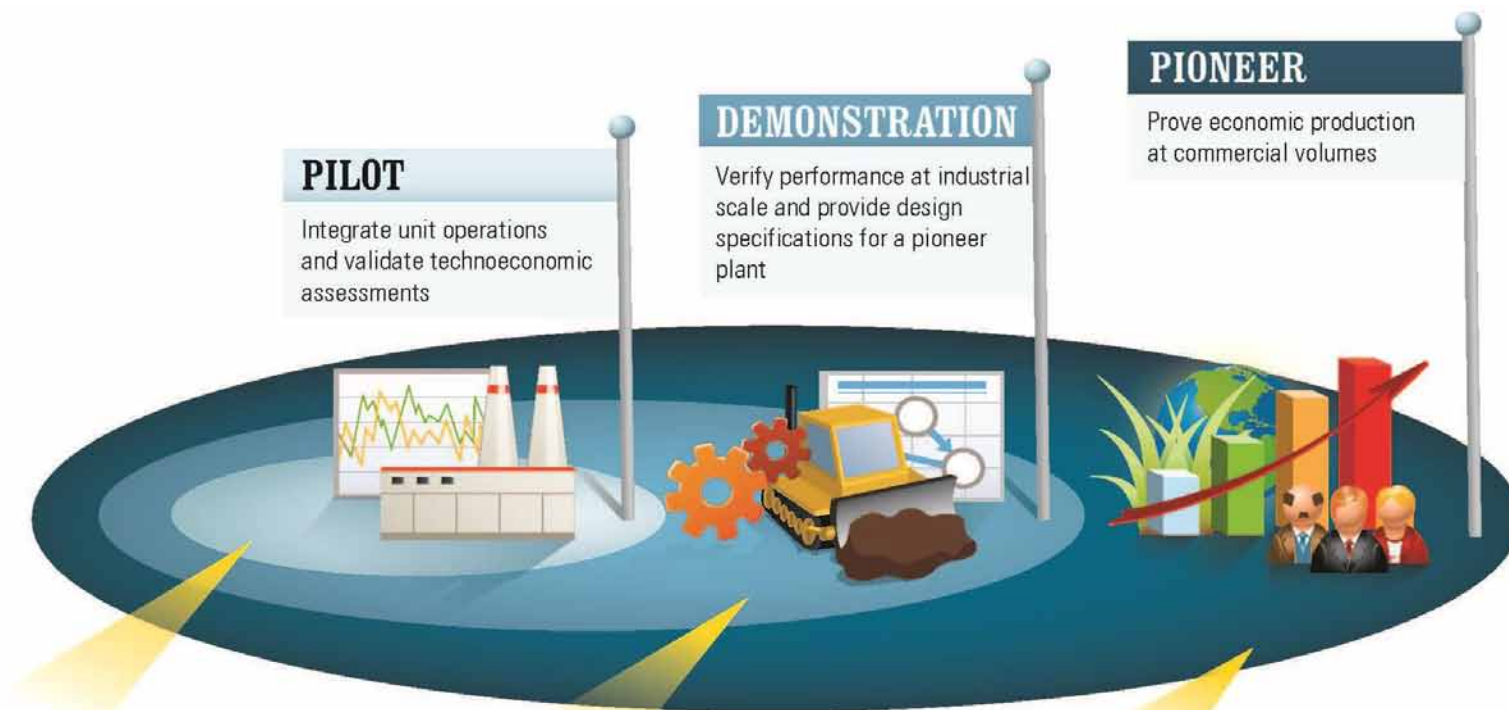 PILOT
Integrate unit operations
and validate technoeconomic
assessments
DEMONSTRATION
Verify performance at industrial
scale and provide design
specifications for a pioneer
plant
PIONEER
Prove economic production
at commercial volumes